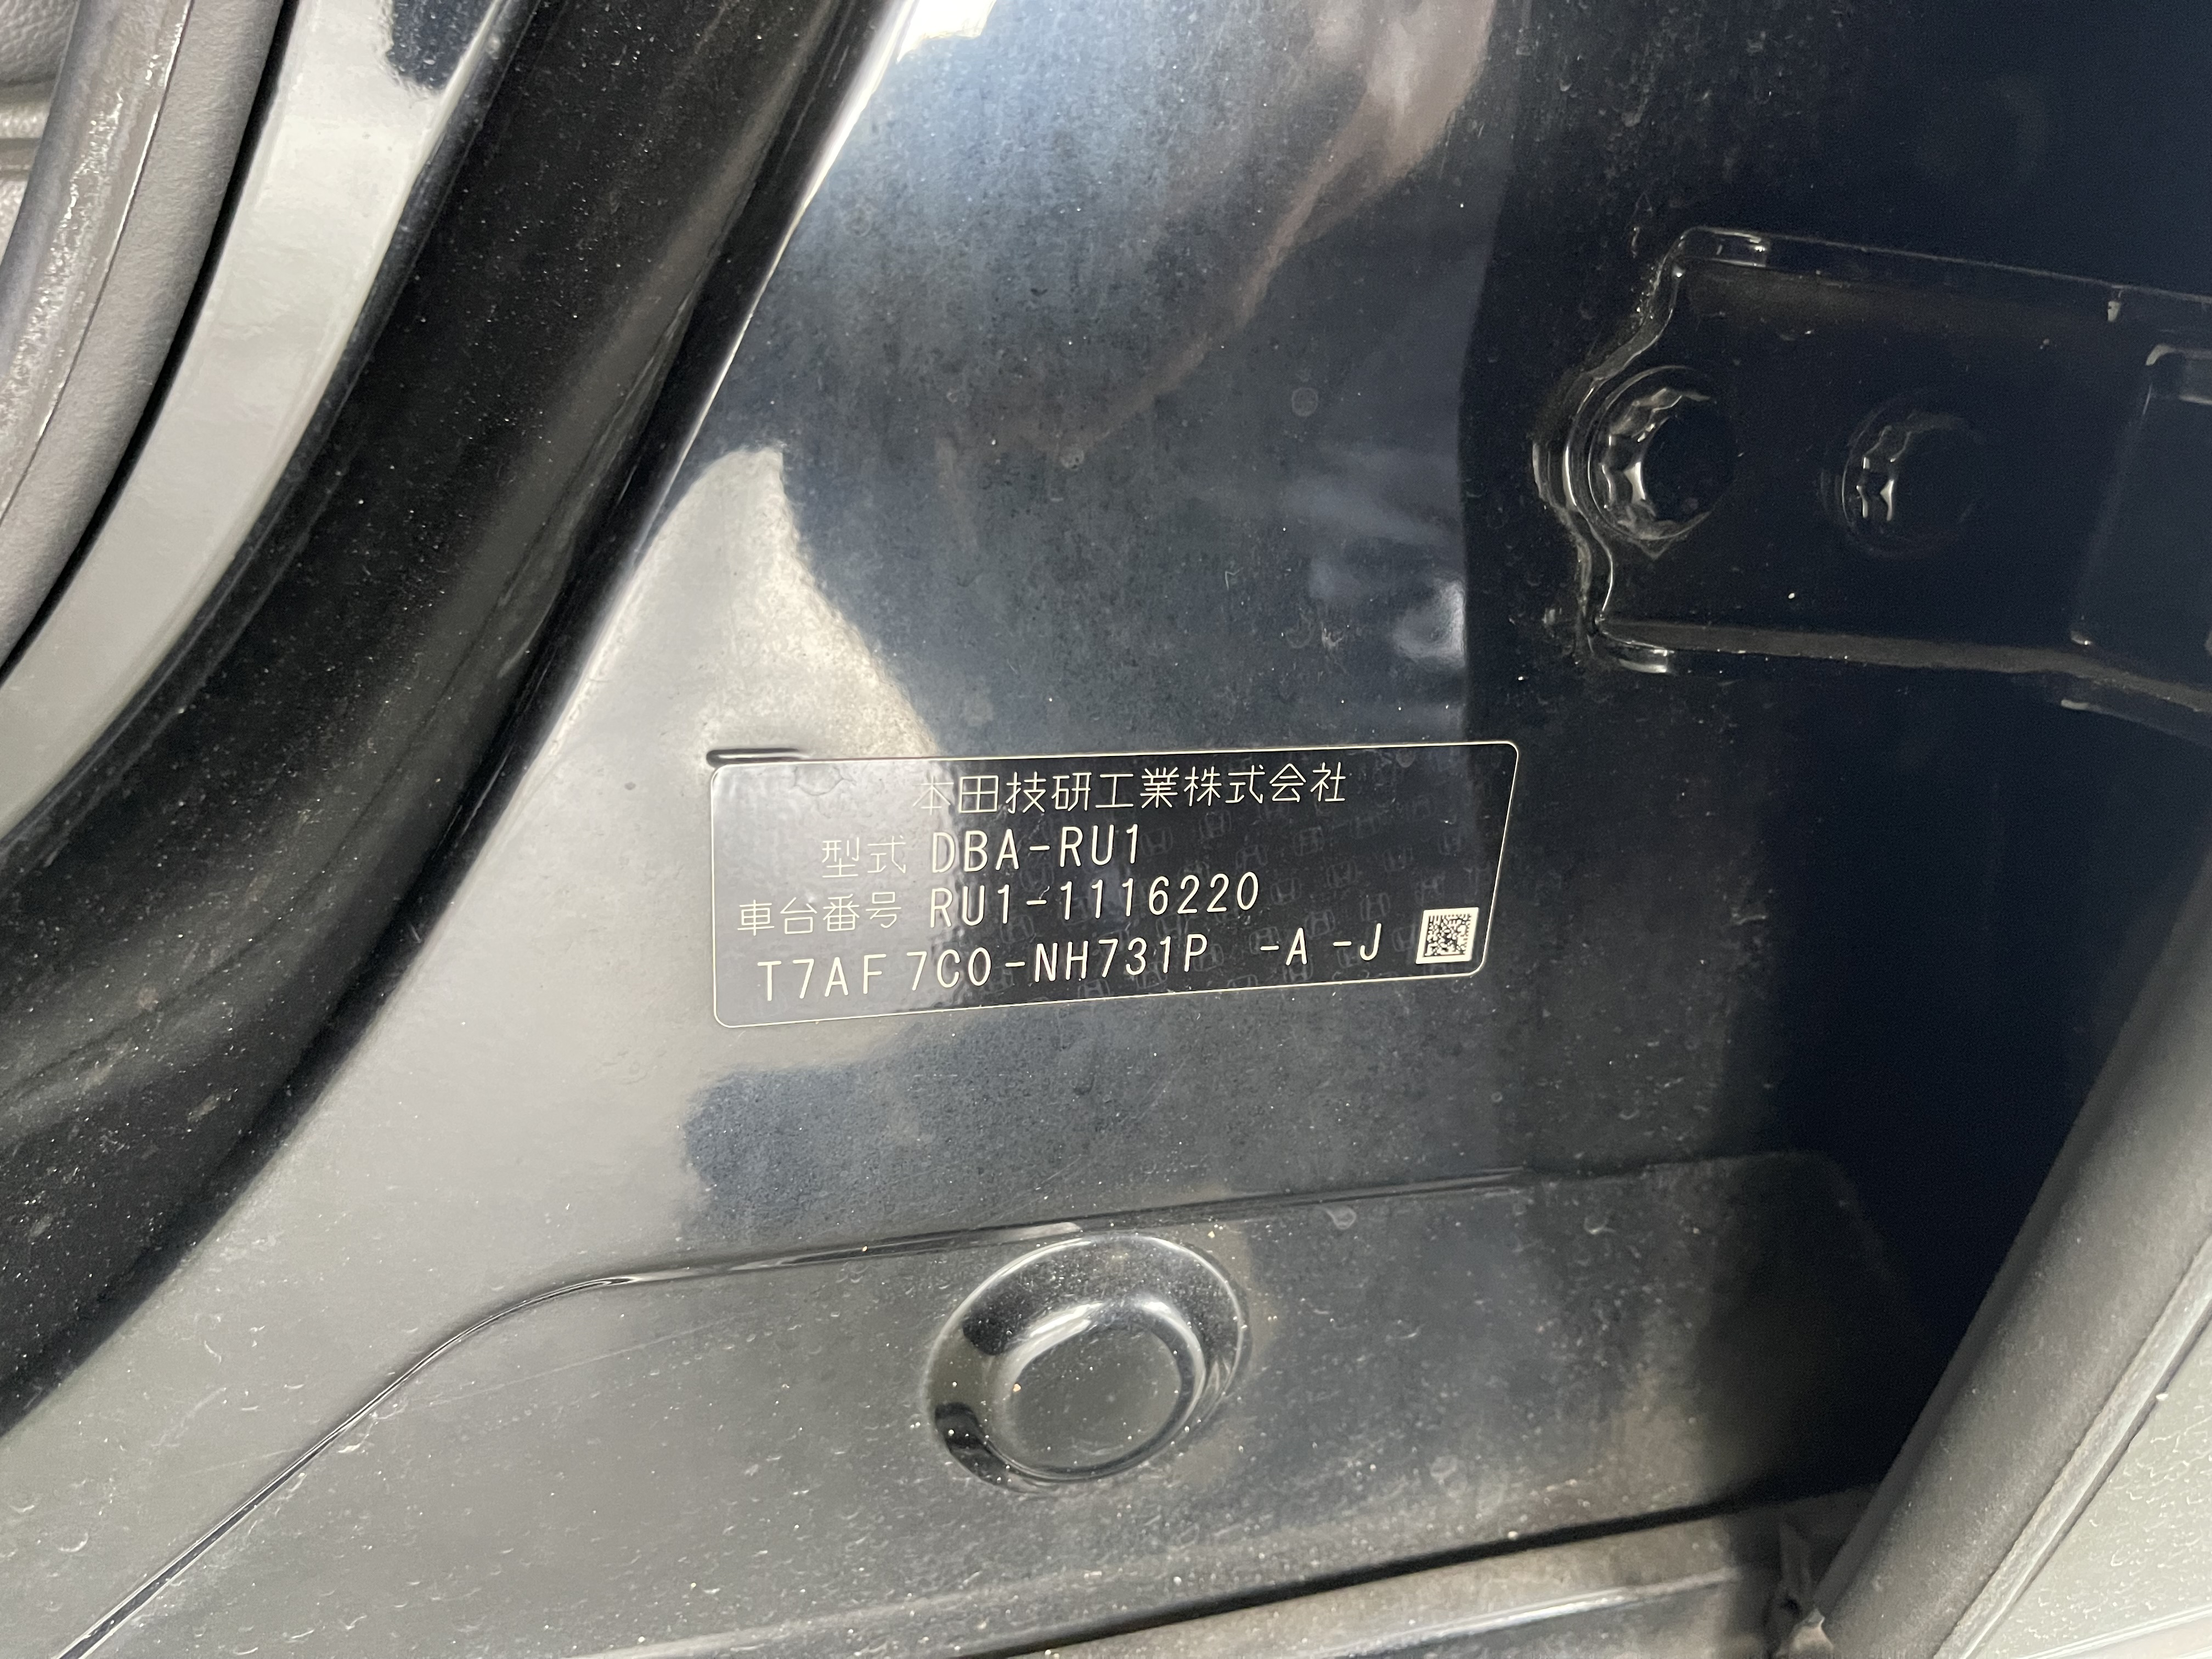 本田技研工業株式会社
型式 DBA-RU1
車台番号 RU1-1116220
T7AF 7C0-NH731P -A -J